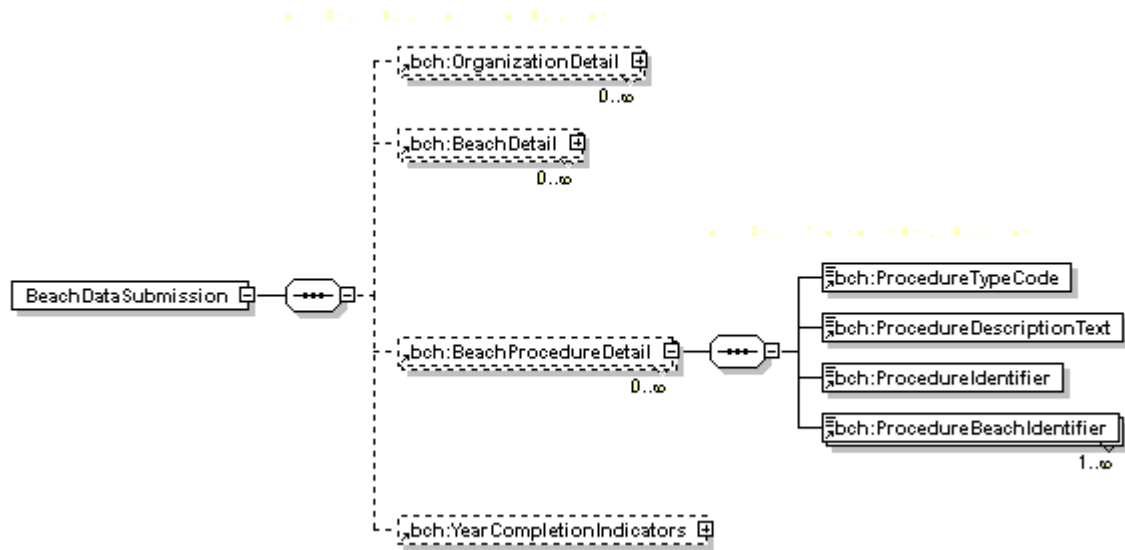 bch:OrganizationDetail
0..∞
bch:BeachDetail
0..∞
BeachDataSubmission
bch:BeachProcedureDetail
0..∞
bch:ProcedureTypeCode
bch:ProcedureDescriptionText
bch:ProcedureIdentifier
bch:ProcedureBeachIdentifier
1..∞
bch:YearCompletionIndicators